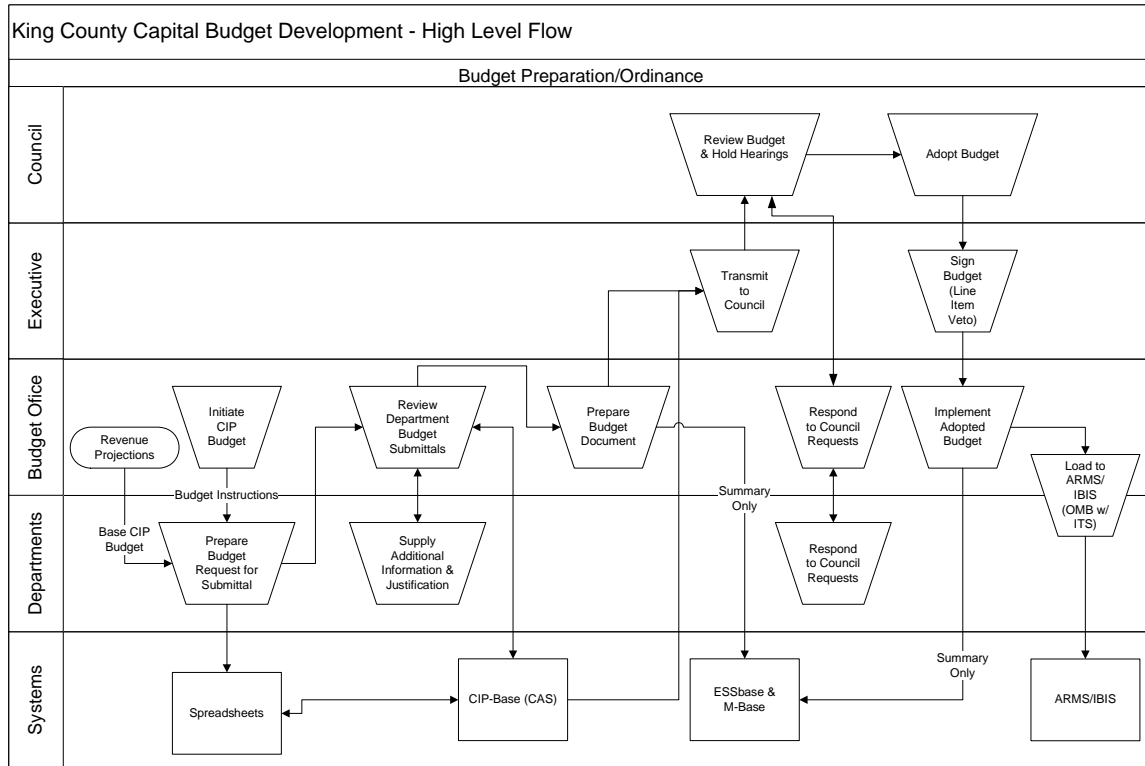 King County Capital Budget Development - High Level Flow
Budget Preparation/Ordinance
Council
Review Budget
& Hold Hearings
Adopt Budget
Executive
Transmit
to
Council
Sign
Budget
(Line
Item
Veto)
Budget Ofice
Revenue
Projections
Initiate
CIP
Budget
Review
Department
Budget
Submittals
Prepare
Budget
Document
Respond
to Council
Requests
Implement
Adopted
Budget
Load to
ARMS/
IBIS
(OMB w/
ITS)
Budget Instructions
Summary
Only
Departments
Base CIP
Budget
Prepare
Budget
Request for
Submittal
Supply
Additional
Information &
Justification
Respond
to Council
Requests
Systems
Spreadsheets
CIP-Base (CAS)
ESSbase &
M-Base
Summary
Only
ARMS/IBIS